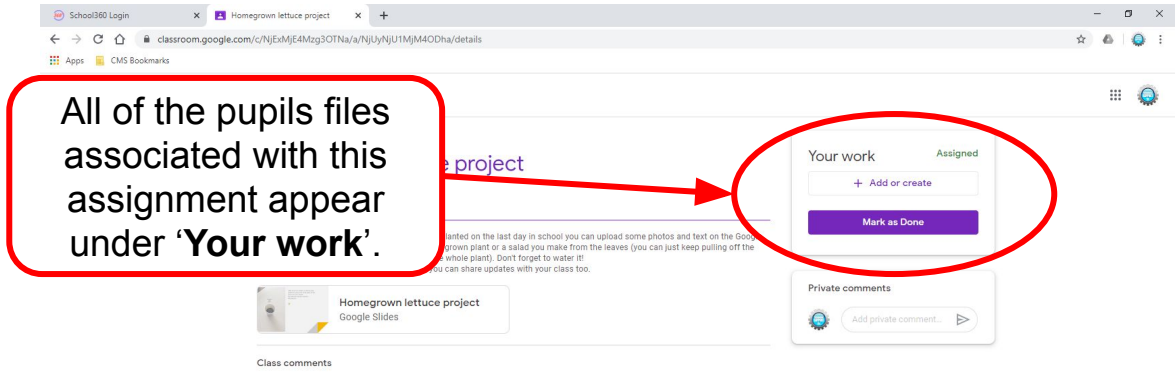 School360 Login
Homegrown lettuce project
classroom.google.com/c/NjExMjE4Mzg3OTNa/a/NjUyNjU1MjM4ODha/details
Apps
CMS Bookmarks
All of the pupils files
associated with this
assignment appear
under ‘Your work’.
project
lanted on the last day in school you can upload some photos and text on the Goog
grown plant or a salad you make from the leaves (you can just keep pulling off the
whole plant). Don't forget to water it!
you can share updates with your class too.
Homegrown lettuce project
Google Slides
Class comments
Your work
Assigned
+ Add or create
Mark as Done
Private comments
Add private comment...